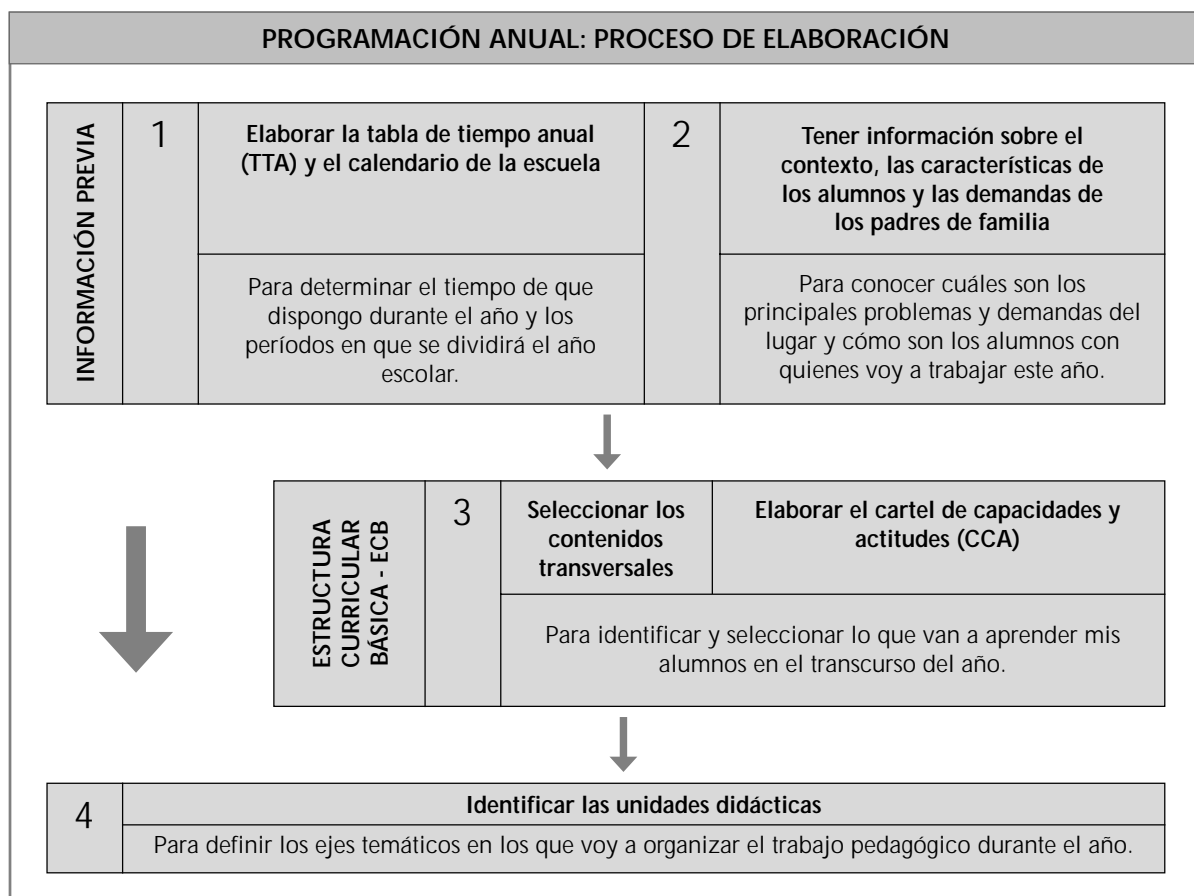 PROGRAMACIÓN ANUAL: PROCESO DE ELABORACIÓN
INFORMACIÓN PREVIA
1
Elaborar la tabla de tiempo anual
(TTA) y el calendario de la escuela
Para determinar el tiempo de que
dispongo durante el año y los
períodos en que se dividirá el año
escolar.
2
Tener información sobre el
contexto, las características de
los alumnos y las demandas de
los padres de familia
Para conocer cuáles son los
principales problemas y demandas del
lugar y cómo son los alumnos con
quienes voy a trabajar este año.
ESTRUCTURA
CURRICULAR
BÁSICA - ECB
3
Seleccionar los
contenidos
transversales
Elaborar el cartel de capacidades y
actitudes (CCA)
Para identificar y seleccionar lo que van a aprender mis
alumnos en el transcurso del año.
4
Identificar las unidades didácticas
Para definir los ejes temáticos en los que voy a organizar el trabajo pedagógico durante el año.